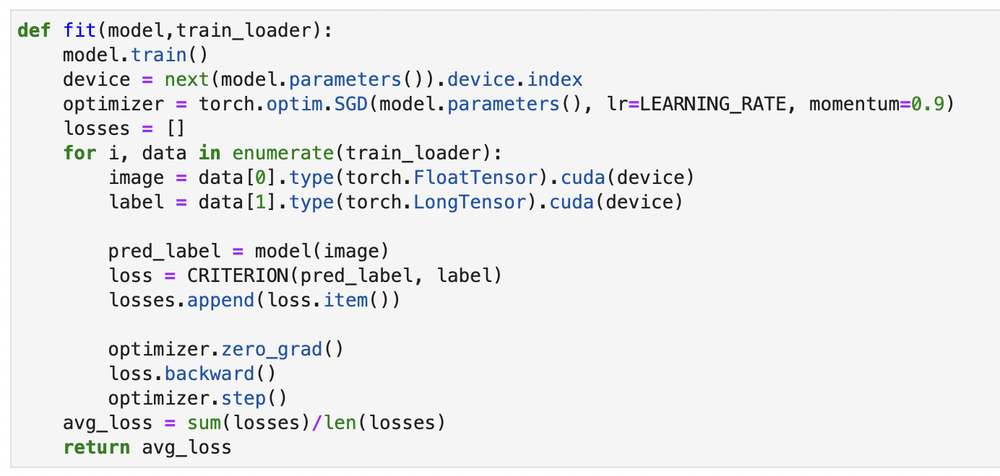 def fit(model,train_loader):
    model.train()
    device = next(model.parameters()).device.index
    optimizer = torch.optim.SGD(model.parameters(), lr=LEARNING_RATE, momentum=0.9)
    losses = []
    for i, data in enumerate(train_loader):
        image = data[0].type(torch.FloatTensor).cuda(device)
        label = data[1].type(torch.LongTensor).cuda(device)

        pred_label = model(image)
        loss = CRITERION(pred_label, label)
        losses.append(loss.item())

        optimizer.zero_grad()
        loss.backward()
        optimizer.step()
    avg_loss = sum(losses)/len(losses)
    return avg_loss